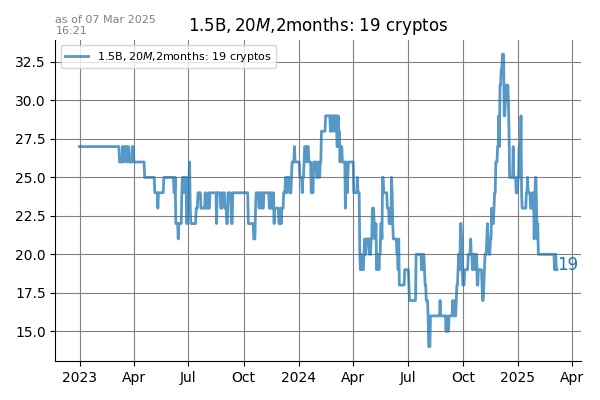 as of 07 Mar 2025
16:21
1.5B, 20M,2months: 19 cryptos
1.5B, 20M,2months: 19 cryptos
32.5
30.0
27.5
25.0
22.5
20.0
17.5
15.0
19
2023 Apr Jul Oct 2024 Apr Jul Oct 2025 Apr